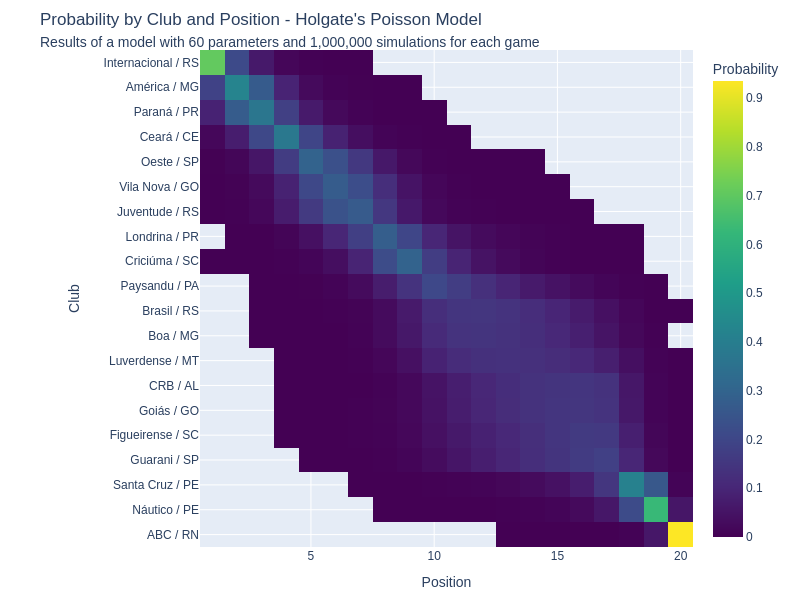 Probability by Club and Position - Holgate's Poisson Model
Results of a model with 60 parameters and 1,000,000 simulations for each game
Probability
Club
Internacional / RS
América / MG
Paraná / PR
Ceará / CE
Oeste / SP
Vila Nova / GO
Juventude / RS
Londrina / PR
Criciúma / SC
Paysandu / PA
Brasil / RS
Boa / MG
Luverdense / MT
CRB / AL
Goiás / GO
Figueirense / SC
Guarani / SP
Santa Cruz / PE
Náutico / PE
ABC / RN
0.9
0.8
0.7
0.6
0.5
0.4
0.3
0.2
0.1
0
5 10 15 20
Position